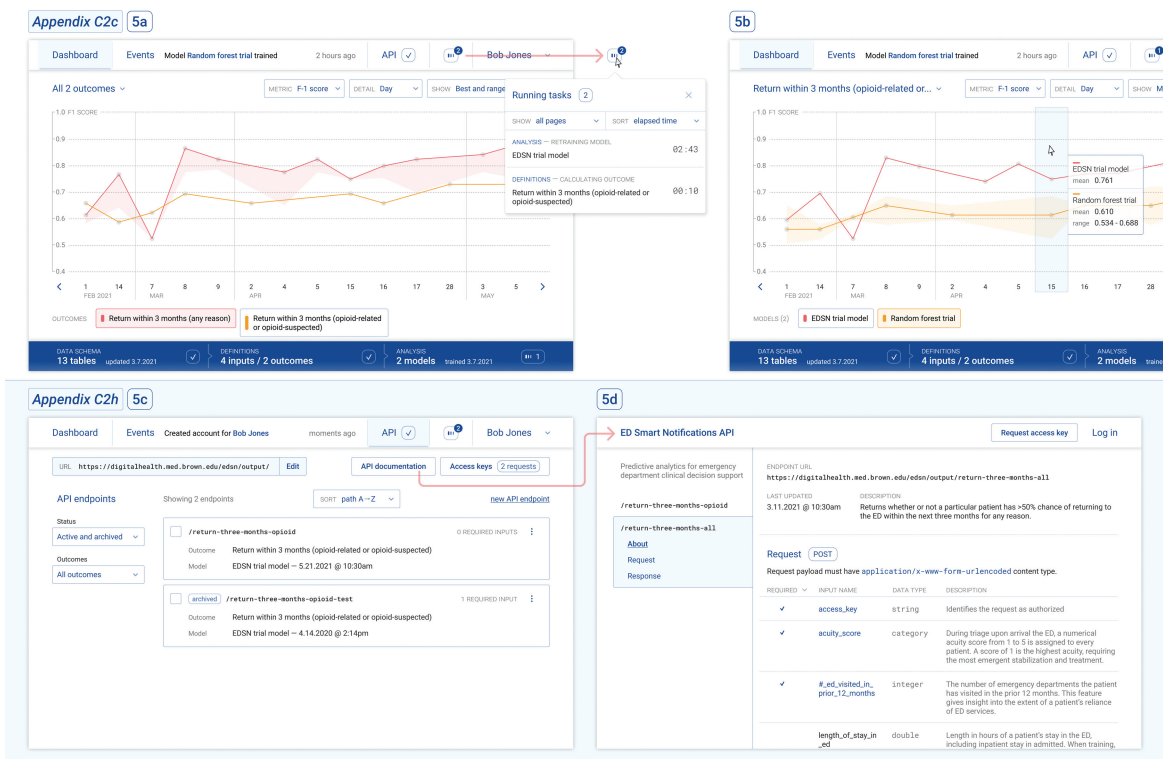 Appendix C2c 5a
Dashboard Events Model Random forest trial trained 2 hours ago API 2 Bob Jones 2
All 2 outcomes METRIC F-1 score DETAIL Day SHOW Best and range
1.0 F1 SCORE
0.9
0.8
0.7
0.6
0.5
0.4
1 14 7 8 9 2 4 5 15 16 17 28 3 5
FEB 2021 MAR APR MAY
OUTCOMES Return within 3 months (any reason) Return within 3 months (opioid-related
or opioid-suspected)
DATA SCHEMA DEFINITIONS ANALYSIS
13 tables updated 3.7.2021 4 inputs / 2 outcomes 2 models trained 3.7.2021 1
Running tasks 2
SHOW all pages SORT elapsed time
ANALYSIS — RETRAINING MODEL
EDSN trial model 02:43
DEFINITIONS — CALCULATING OUTCOME
Return within 3 months (opioid-related or 00:10
opioid-suspected)
5b
Dashboard Events Model Random forest trial trained 2 hours ago API 1
Return within 3 months (opioid-related or... METRIC F-1 score DETAIL Day SHOW M
1.0 F1 SCORE
0.9
0.8
0.7
0.6
0.5
0.4
EDSN trial model
mean 0.761
Random forest trial
mean 0.610
range 0.534 - 0.688
1 14 7 8 9 2 4 5 15 16 17 28
FEB 2021 MAR APR
MODELS (2) EDSN trial model Random forest trial
DATA SCHEMA DEFINITIONS ANALYSIS
13 tables updated 3.7.2021 4 inputs / 2 outcomes 2 models traine
Appendix C2h 5c
Dashboard Events Created account for Bob Jones moments ago API 2 Bob Jones
URL https://digitalhealth.med.brown.edu/edsn/output/ Edit API documentation Access keys 2 requests
API endpoints Showing 2 endpoints SORT path A→Z new API endpoint
Status
Active and archived
Outcomes
All outcomes
/return-three-months-opioid 0 REQUIRED INPUTS
Outcome Return within 3 months (opioid-related or opioid-suspected)
Model EDSN trial model — 5.21.2021 @ 10:30am
archived /return-three-months-opioid-test 1 REQUIRED INPUT
Outcome Return within 3 months (opioid-related or opioid-suspected)
Model EDSN trial model — 4.14.2020 @ 2:14pm
5d
ED Smart Notifications API Request access key Log in
Predictive analytics for emergency
department clinical decision support
/return-three-months-opioid
/return-three-months-all
About
Request
Response
ENDPOINT URL
https://digitalhealth.med.brown.edu/edsn/output/return-three-months-all
LAST UPDATED DESCRIPTION
3.11.2021 @ 10:30am Returns whether or not a particular patient has >50% chance of returning to
the ED within the next three months for any reason.
Request POST
Request payload must have application/x-www-form-urlencoded content type.
REQUIRED INPUT NAME DATA TYPE DESCRIPTION
access_key string Identifies the request as authorized
acuity_score category During triage upon arrival the ED, a numerical
acuity score from 1 to 5 is assigned to every
patient. A score of 1 is the highest acuity, requiring
the most emergent stabilization and treatment.
#_ed_visited_in_ integer The number of emergency departments the patient
prior_12_months has visited in the prior 12 months. This feature
gives insight into the extent of a patient's reliance
of ED services.
length_of_stay_in double Length in hours of a patient's stay in the ED,
_ed including inpatient stay in admitted. When training,